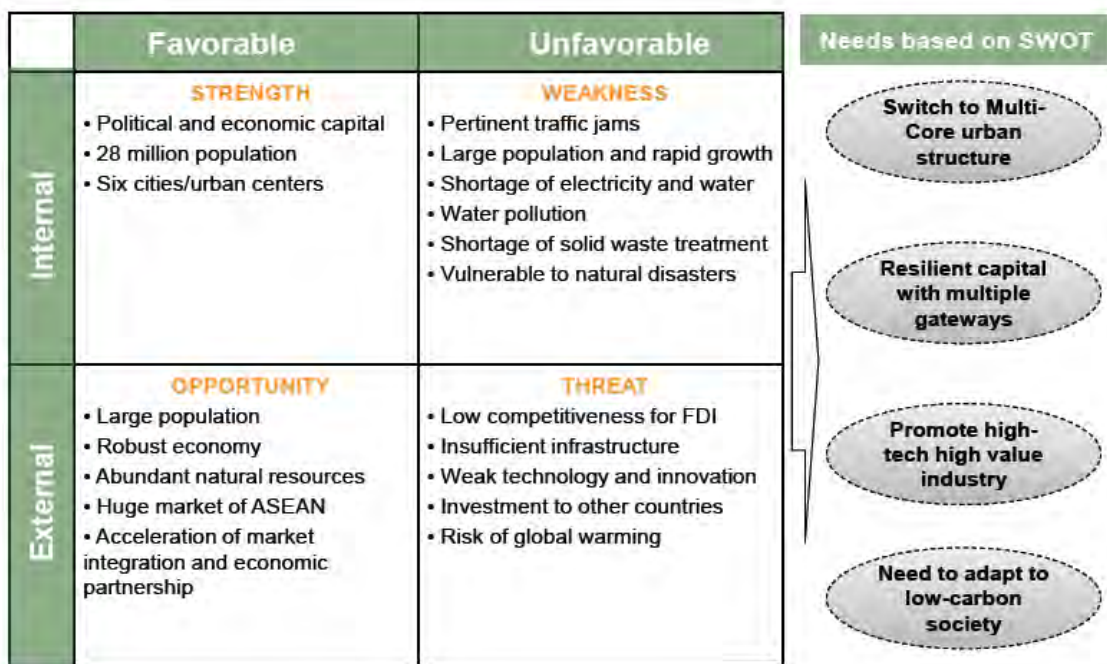 Favorable
Unfavorable
Needs based on SWOT
Internal
STRENGTH
• Political and economic capital
• 28 million population
• Six cities/urban centers
WEAKNESS
• Pertinent traffic jams
• Large population and rapid growth
• Shortage of electricity and water
• Water pollution
• Shortage of solid waste treatment
• Vulnerable to natural disasters
External
OPPORTUNITY
• Large population
• Robust economy
• Abundant natural resources
• Huge market of ASEAN
• Acceleration of market
integration and economic
partnership
THREAT
• Low competitiveness for FDI
• Insufficient infrastructure
• Weak technology and innovation
• Investment to other countries
• Risk of global warming
Switch to Multi-
Core urban
structure
Resilient capital
with multiple
gateways
Promote high-
tech high value
industry
Need to adapt to
low-carbon
society